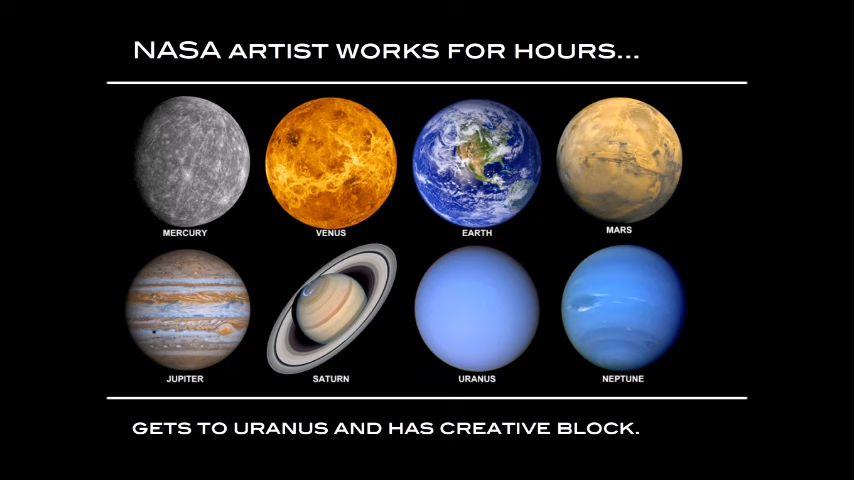 NASA ARTIST WORKS FOR HOURS...
MERCURY
VENUS
EARTH
MARS
JUPITER
SATURN
URANUS
NEPTUNE
GETS TO URANUS AND HAS CREATIVE BLOCK.